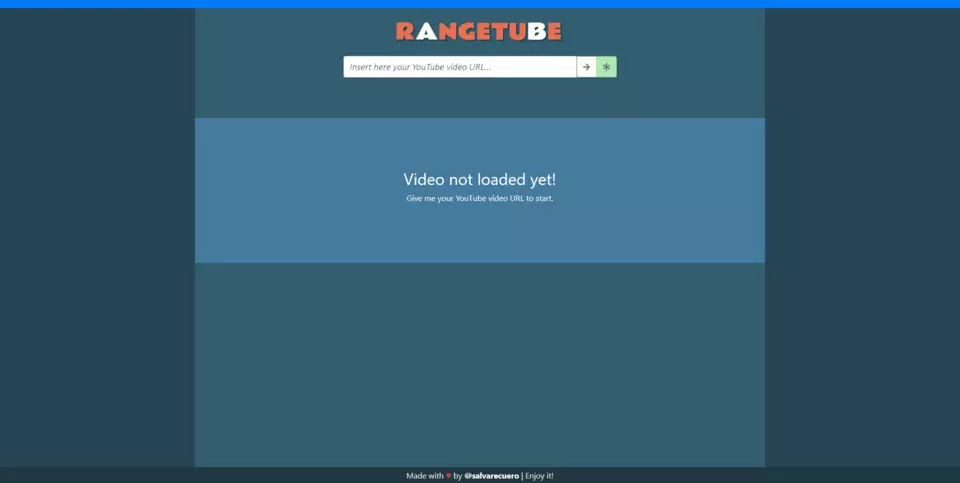 RANGETUBE
Insert here your YouTube video URL...
Video not loaded yet!
Give me your YouTube video URL to start.
Made with ♥ by @salvarecuero | Enjoy it!